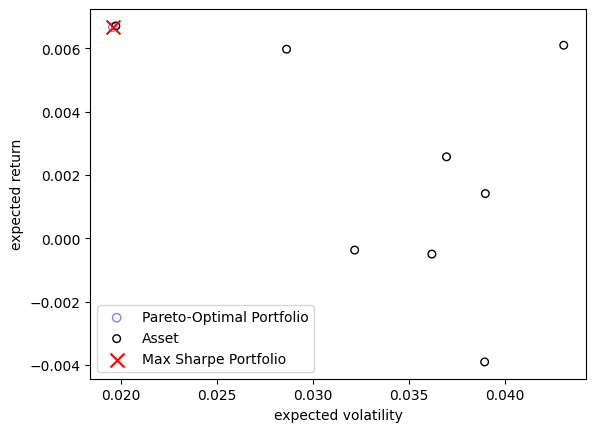 0.006
0.004
0.002
0.000
−0.002
−0.004
expected return
Pareto-Optimal Portfolio
Asset
Max Sharpe Portfolio
0.020 0.025 0.030 0.035 0.040
expected volatility